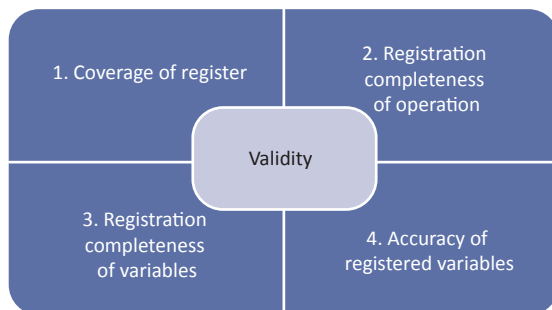 1. Coverage of register
2. Registration
completeness
of operation
Validity
3. Registration
completeness
of variables
4. Accuracy of
registered variables